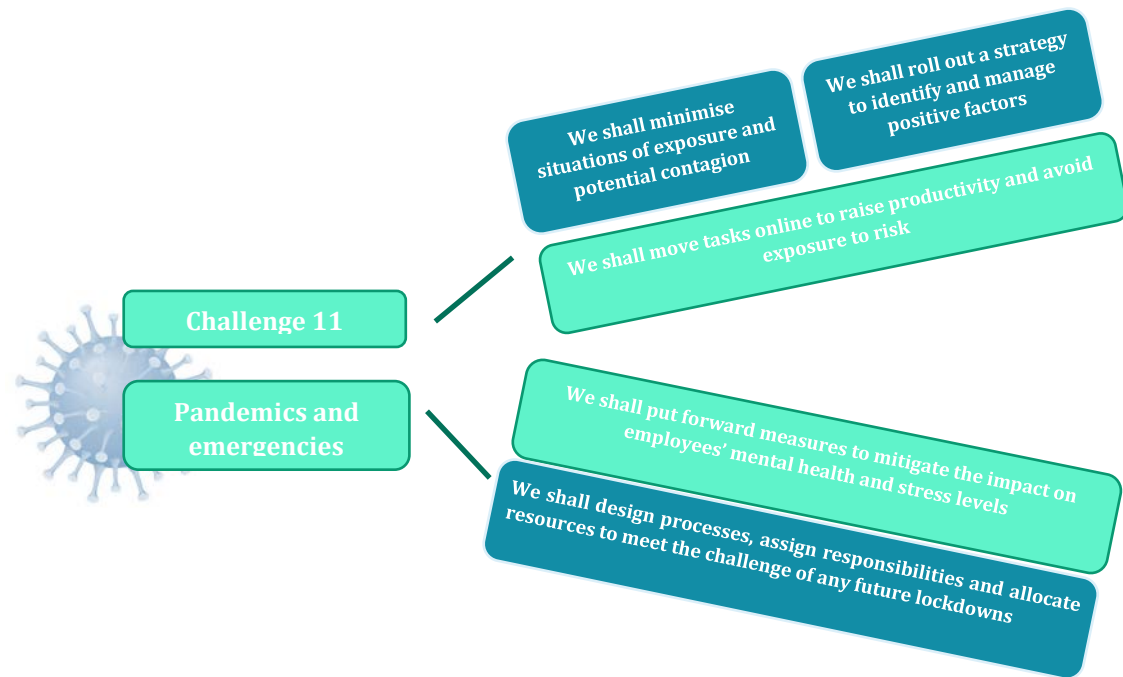 We shall minimise
situations of exposure and
potential contagion
We shall roll out a strategy
to identify and manage
positive factors
We shall move tasks online to raise productivity and avoid
exposure to risk
Challenge 11
Pandemics and
emergencies
We shall put forward measures to mitigate the impact on
employees’ mental health and stress levels
We shall design processes, assign responsibilities and allocate
resources to meet the challenge of any future lockdowns